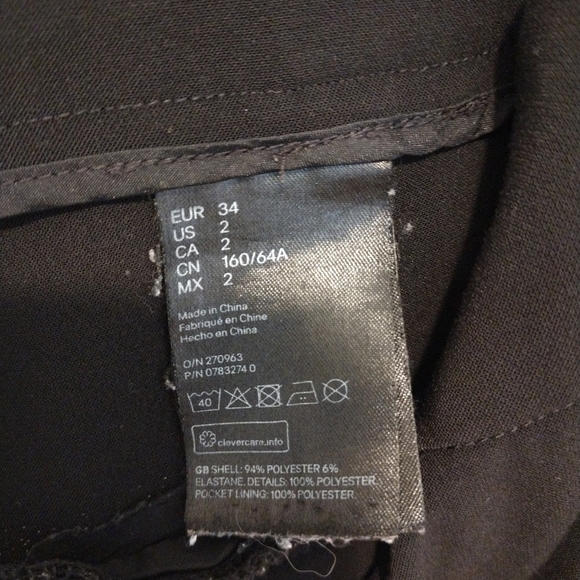 EUR 34
US 2
CA 2
CN 160/64A
MX 2
Made in China
Fabriqué en Chine
Hecho en China
O/N 270963
P/N 0783274 0
40
clevercare.info
GB SHELL: 94% POLYESTER 6%
ELASTANE. DETAILS: 100% POLYESTER.
POCKET LINING: 100% POLYESTER.